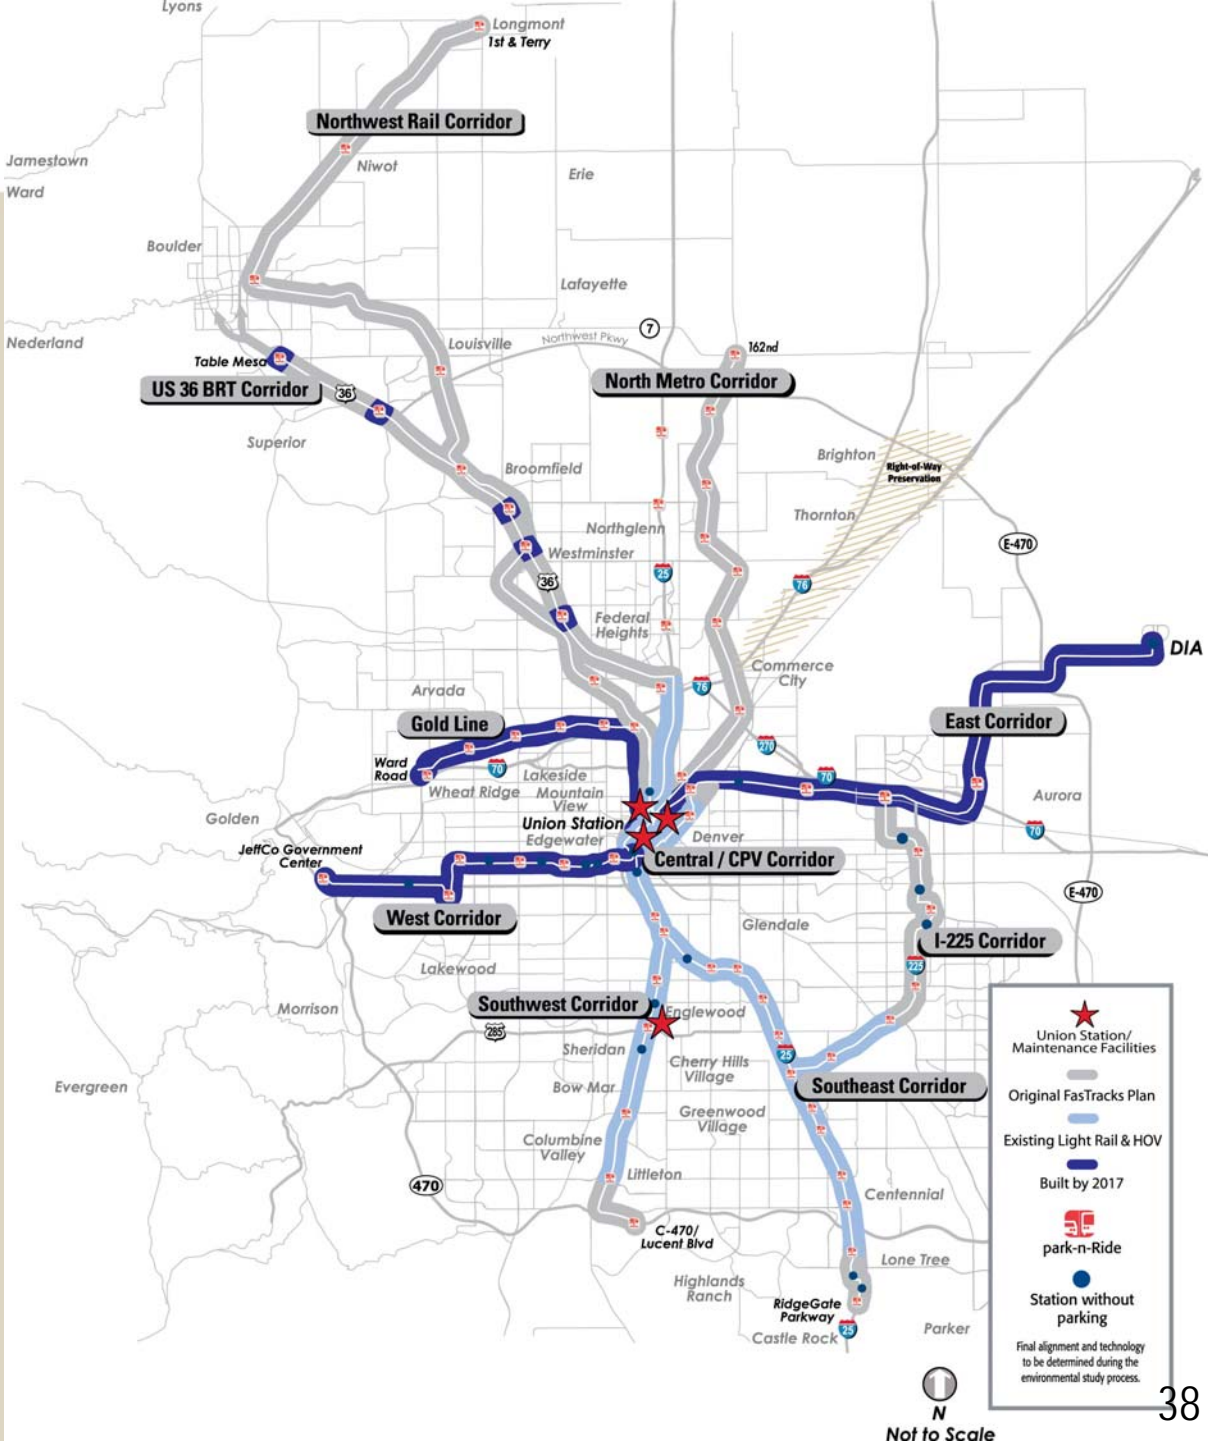 Lyons
Longmont
1st & Terry
Northwest Rail Corridor
Jamestown
Niwot
Erie
Ward
Boulder
Lafayette
7
Nederland
Northwest Pkwy
Louisville
162nd
Table Mesa
US 36 BRT Corridor
36
North Metro Corridor
Superior
Brighton
Right-of-Way
Preservation
Broomfield
Thornton
Northglenn
E-470
Westminster
25
36
76
Federal
Heights
DIA
Commerce
City
76
Arvada
Gold Line
East Corridor
270
Ward
Road
70
Lakeside
70
Wheat Ridge
Mountain
View
Aurora
Golden
Union Station
Edgewater
Denver
70
JeffCo Government
Center
Central / CPV Corridor
E-470
West Corridor
Glendale
I-225 Corridor
Lakewood
225
Southwest Corridor
Morrison
Englewood
285
Sheridan
25
Cherry Hills
Village
Evergreen
Bow Mar
Southeast Corridor
Greenwood
Village
Columbine
Valley
Littleton
470
Centennial
C-470/
Lucent Blvd
Lone Tree
Highlands
Ranch
RidgeGate
Parkway
25
Castle Rock
Parker
Union Station/
Maintenance Facilities
Original FasTracks Plan
Existing Light Rail & HOV
Built by 2017
park-n-Ride
Station without
parking
Final alignment and technology
to be determined during the
environmental study process.
38
N
Not to Scale